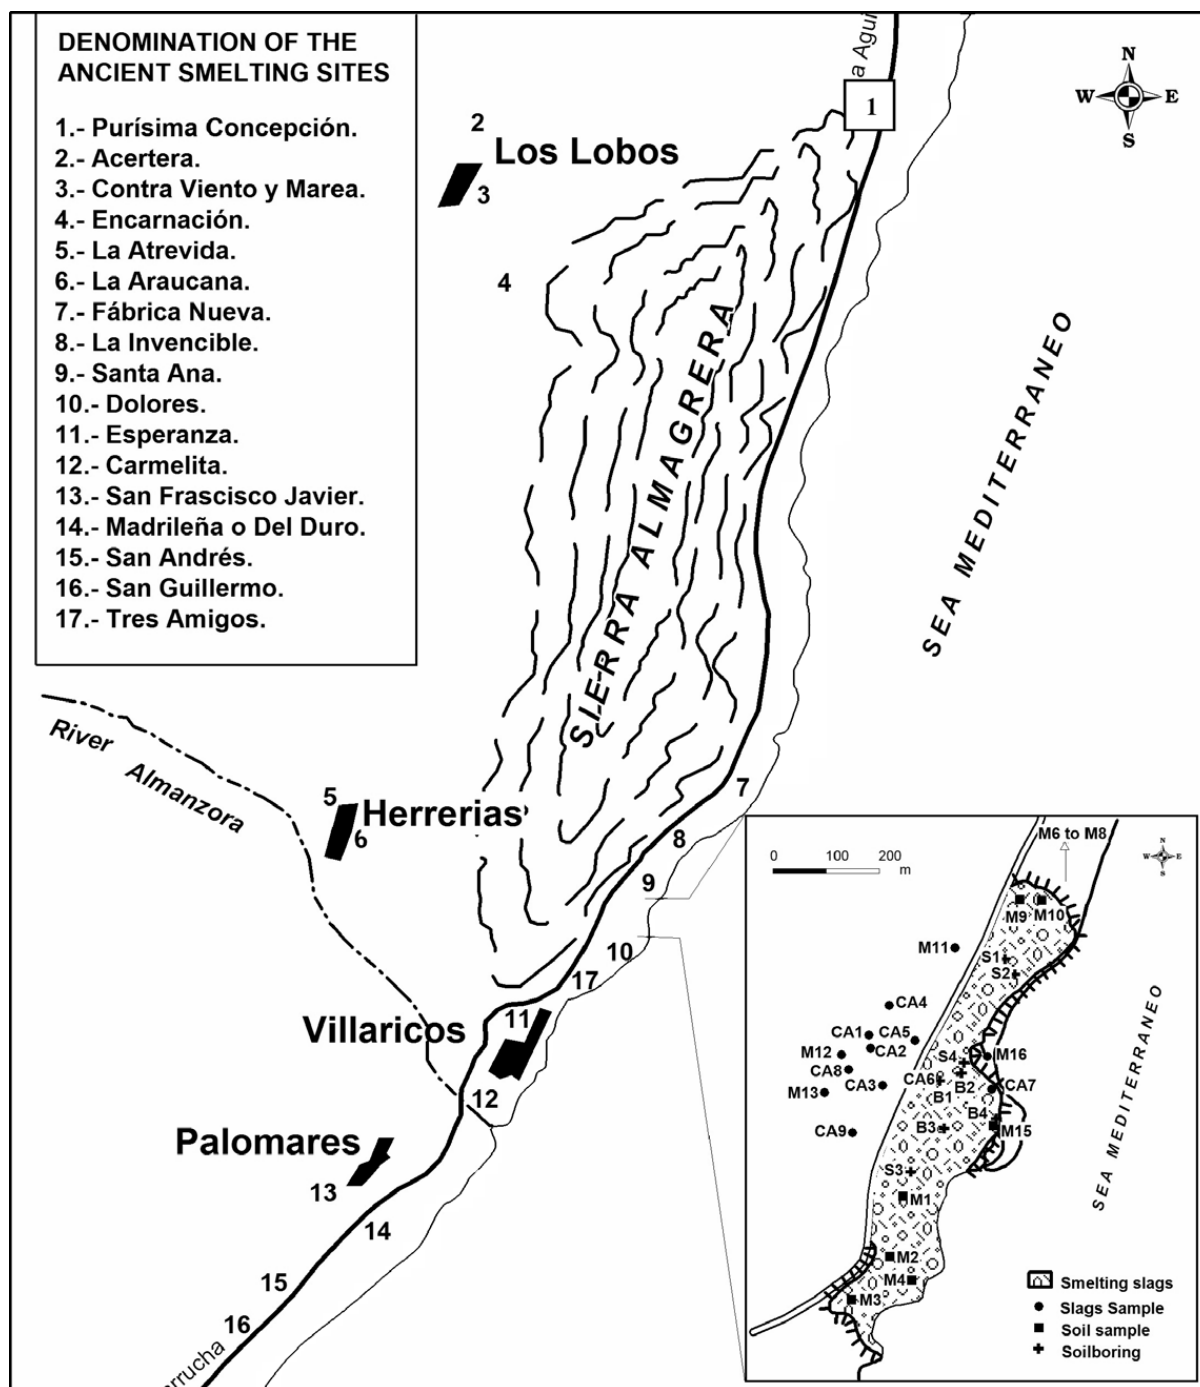 DENOMINATION OF THE
ANCIENT SMELTING SITES
1.- Purísima Concepción.
2.- Acertera.
3.- Contra Viento y Marea.
4.- Encarnación.
5.- La Atrevida.
6.- La Araucana.
7.- Fábrica Nueva.
8.- La Invencible.
9.- Santa Ana.
10.- Dolores.
11.- Esperanza.
12.- Carmelita.
13.- San Frascisco Javier.
14.- Madrileña o Del Duro.
15.- San Andrés.
16.- San Guillermo.
17.- Tres Amigos.
a Agui
1
N
W E
S
2
Los Lobos
3
4
SIERRA ALMAGRERA
SEA MEDITERRANEO
River Almanzora
5
Herrerias
6
7
8
9
10
17
Villaricos
11
12
Palomares
13
14
15
16
rrucha
0 100 200
m
M6 to M8
N
W E
S
M9 M10
M11
S1
S2
CA4
CA1 CA5
CA2
M12
CA8
S4
M16
M13
CA3
CA6
B2
CA7
B1
B4
CA9
B3
M15
S3
M1
M2
M4
M3
SEA MEDITERRANEO
Smelting slags
Slags Sample
Soil sample
Soilboring